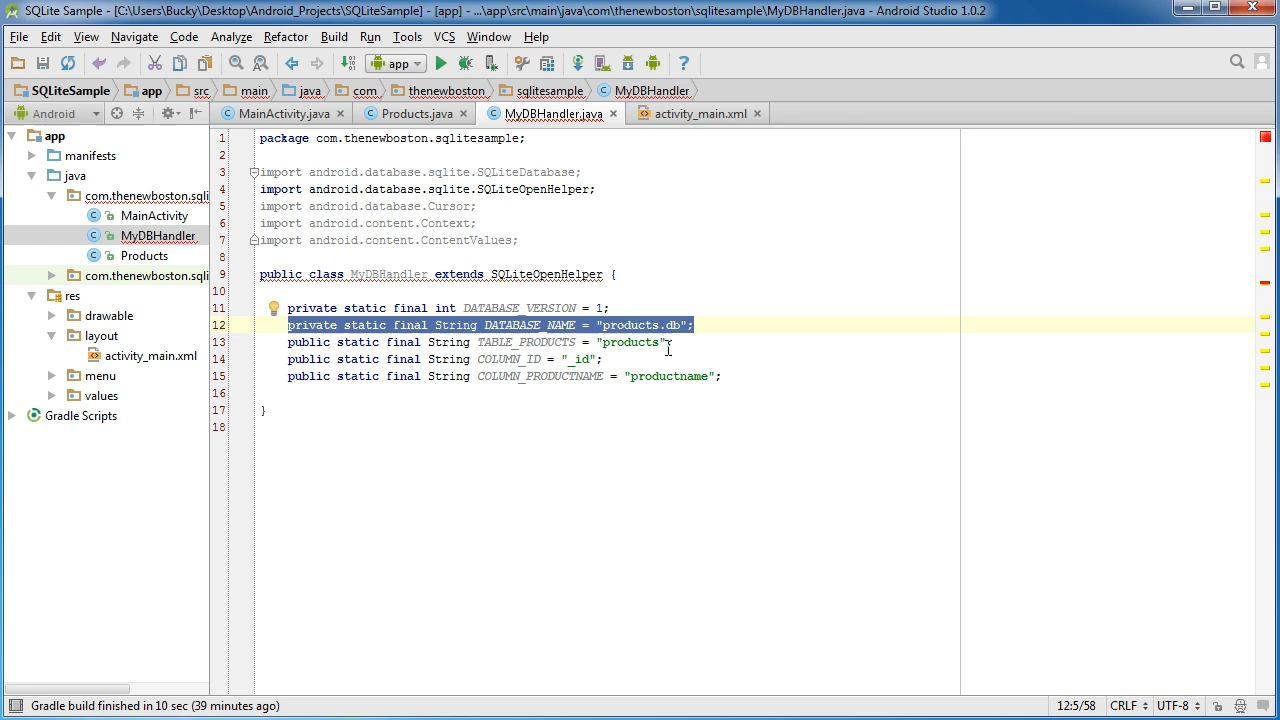 SQLite Sample - [C:\Users\Bucky\Desktop\Android_Projects\SQLiteSample] - [app] - ...\app\src\main\java\com\thenewboston\sqlitesample\MyDBHandler.java - Android Studio 1.0.2
File Edit View Navigate Code Analyze Refactor Build Run Tools VCS Window Help
app
SQLiteSample app src main java com thenewboston sqlitesample MyDBHandler
Android
MainActivity.java Products.java MyDBHandler.java activity_main.xml
app
manifests
java
com.thenewboston.sqli
MainActivity
MyDBHandler
Products
com.thenewboston.sqli
res
drawable
layout
activity_main.xml
menu
values
Gradle Scripts
1 package com.thenewboston.sqlitesample;
2
3 import android.database.sqlite.SQLiteDatabase;
4 import android.database.sqlite.SQLiteOpenHelper;
5 import android.database.Cursor;
6 import android.content.Context;
7 import android.content.ContentValues;
8
9 public class MyDBHandler extends SQLiteOpenHelper {
10
11 private static final int DATABASE_VERSION = 1;
12 private static final String DATABASE_NAME = "products.db";
13 public static final String TABLE_PRODUCTS = "products";
14 public static final String COLUMN_ID = "_id";
15 public static final String COLUMN_PRODUCTNAME = "productname";
16
17 }
18
Gradle build finished in 10 sec (39 minutes ago)
12:5/58 CRLF UTF-8